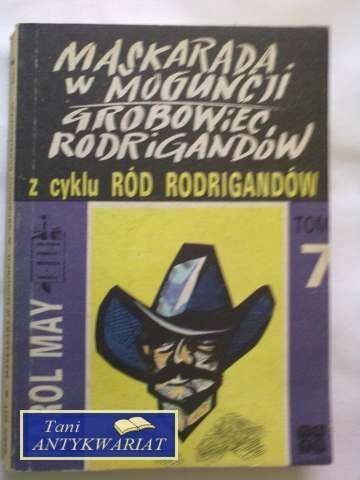 MASKARADA
W MOGUNCJI
GROBOWIEC
RODRIGANDÓW
z cyklu RÓD RODRIGANDÓW
TOM
7
ROL MAY
Tani
ANTYKWARIAT